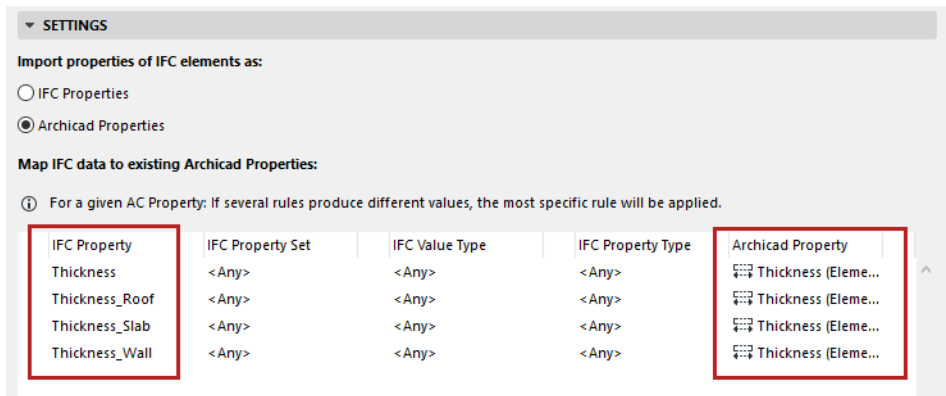 SETTINGS
Import properties of IFC elements as:
IFC Properties
Archicad Properties
Map IFC data to existing Archicad Properties:
For a given AC Property: If several rules produce different values, the most specific rule will be applied.
IFC Property IFC Property Set IFC Value Type IFC Property Type Archicad Property
Thickness <Any> <Any> <Any> Thickness (Eleme...
Thickness_Roof <Any> <Any> <Any> Thickness (Eleme...
Thickness_Slab <Any> <Any> <Any> Thickness (Eleme...
Thickness_Wall <Any> <Any> <Any> Thickness (Eleme...